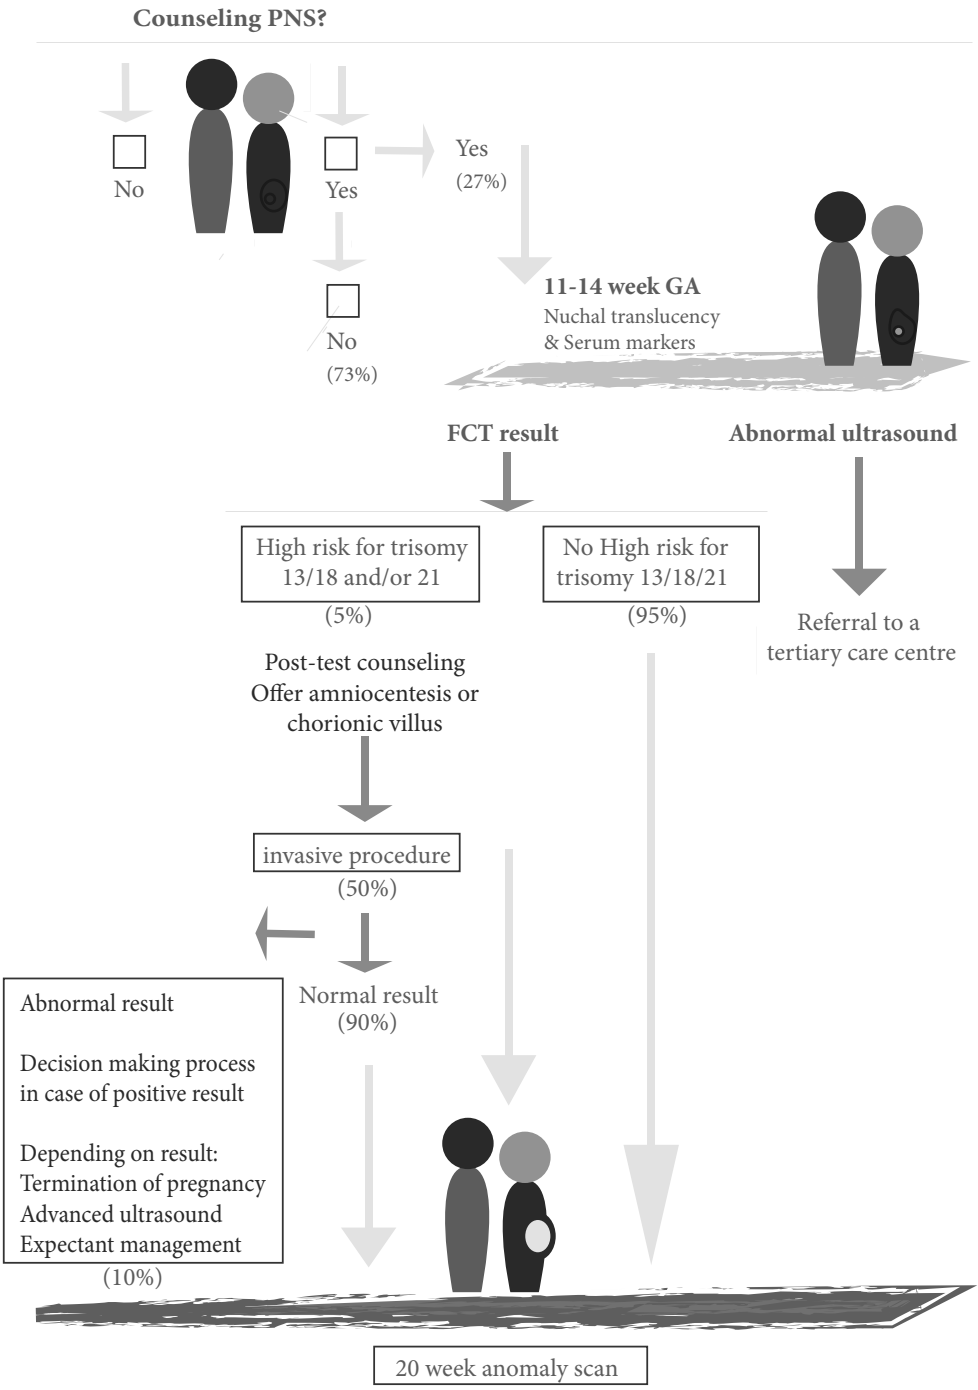 Counseling PNS?
No
Yes
Yes
(27%)
No
(73%)
11-14 week GA
Nuchal translucency
& Serum markers
FCT result
Abnormal ultrasound
High risk for trisomy
13/18 and/or 21
(5%)
No High risk for
trisomy 13/18/21
(95%)
Referral to a
tertiary care centre
Post-test counseling
Offer amniocentesis or
chorionic villus
invasive procedure
(50%)
Normal result
(90%)
Abnormal result
Decision making process
in case of positive result
Depending on result:
Termination of pregnancy
Advanced ultrasound
Expectant management
(10%)
20 week anomaly scan